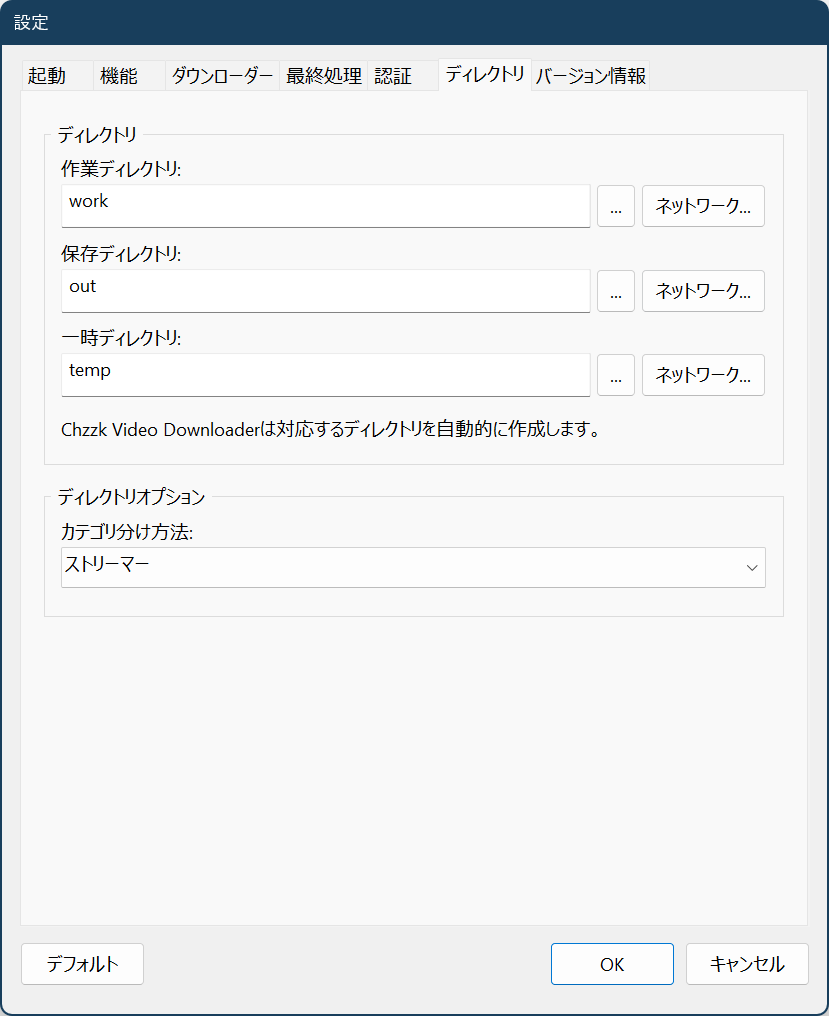 設定
起動 機能 ダウンローダー 最終処理 認証 ディレクトリ バージョン情報
ディレクトリ
作業ディレクトリ:
work ... ネットワーク...
保存ディレクトリ:
out ... ネットワーク...
一時ディレクトリ:
temp ... ネットワーク...
Chzzk Video Downloaderは対応するディレクトリを自動的に作成します。
ディレクトリオプション
カテゴリ分け方法:
ストリーマー
デフォルト OK キャンセル